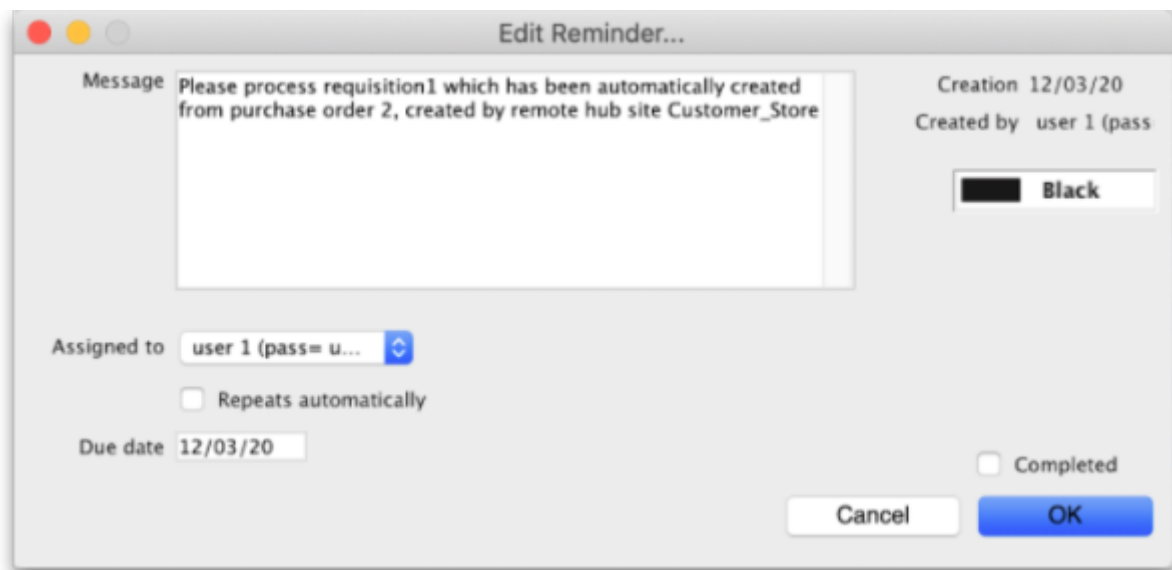 Edit Reminder...
Message
Please process requisition1 which has been automatically created
from purchase order 2, created by remote hub site Customer_Store
Creation 12/03/20
Created by user 1 (pass
Black
Assigned to user 1 (pass= u...
Repeats automatically
Due date 12/03/20
Completed
Cancel
OK